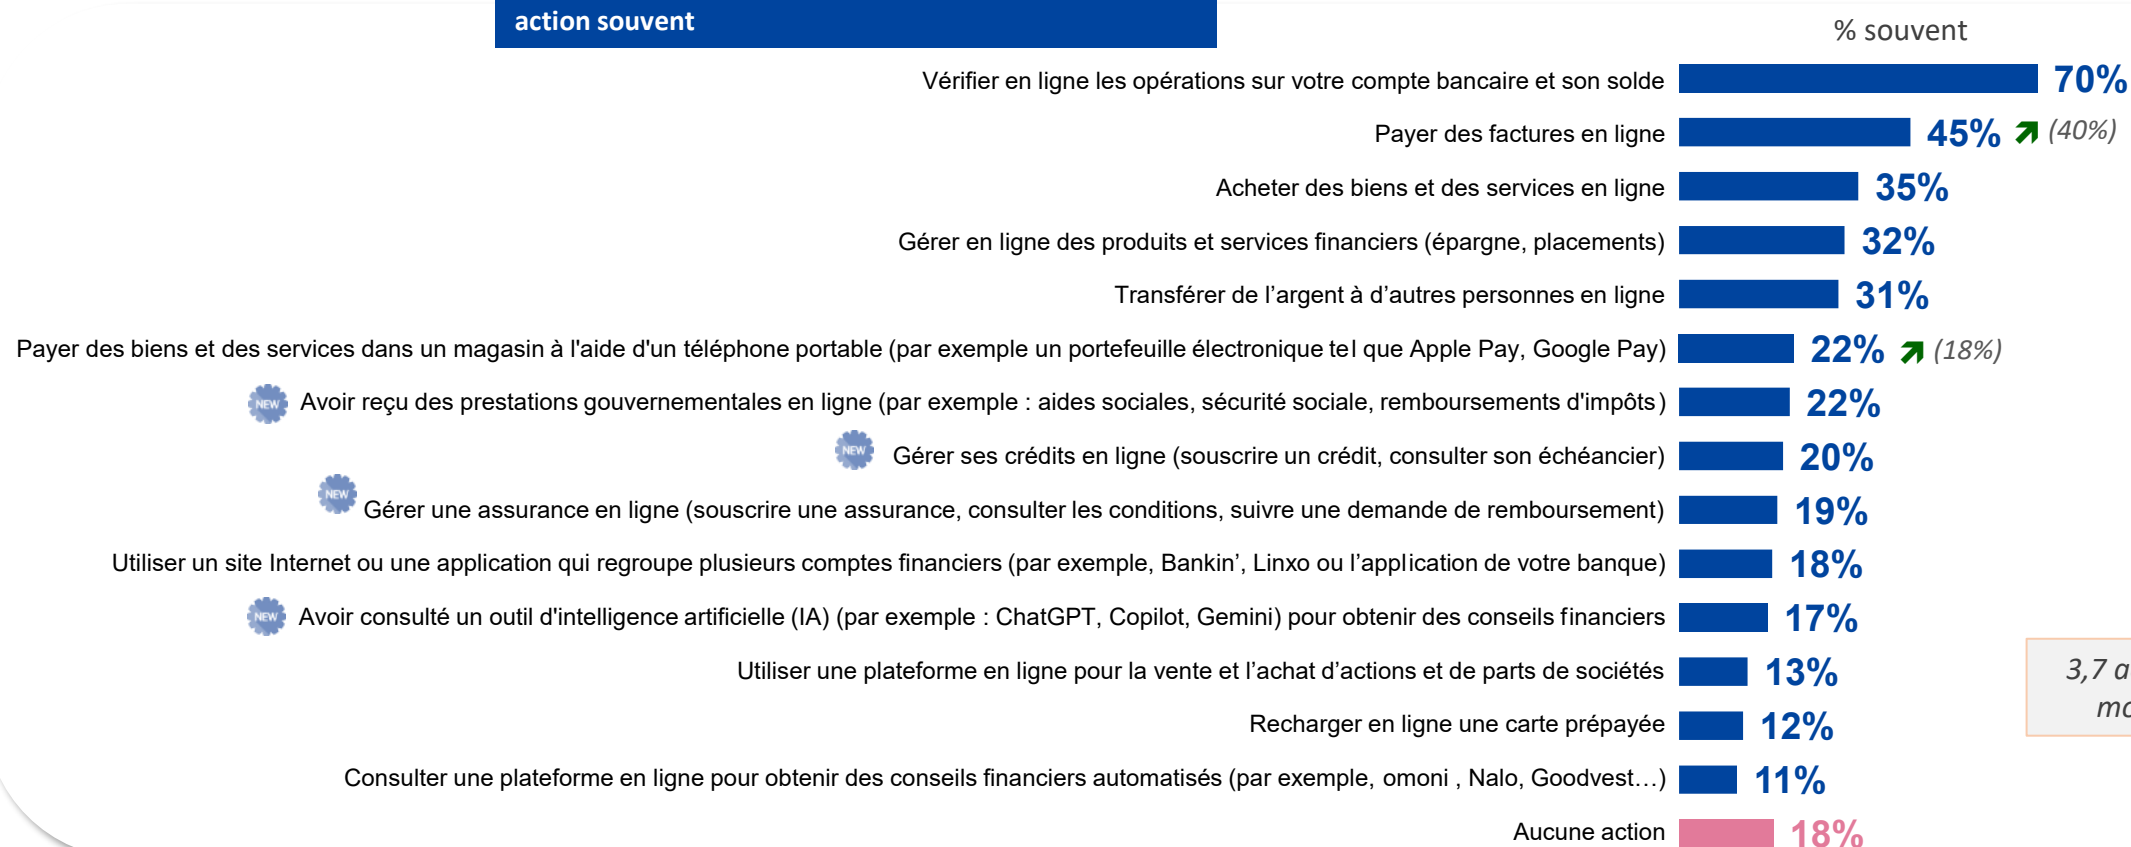 action souvent
% souvent
Vérifier en ligne les opérations sur votre compte bancaire et son solde 70%
Payer des factures en ligne 45% (40%)
Acheter des biens et des services en ligne 35%
Gérer en ligne des produits et services financiers (épargne, placements) 32%
Transférer de l’argent à d’autres personnes en ligne 31%
Payer des biens et des services dans un magasin à l'aide d'un téléphone portable (par exemple un portefeuille électronique tel que Apple Pay, Google Pay) 22% (18%)
NEW Avoir reçu des prestations gouvernementales en ligne (par exemple : aides sociales, sécurité sociale, remboursements d'impôts) 22%
NEW Gérer ses crédits en ligne (souscrire un crédit, consulter son échéancier) 20%
NEW Gérer une assurance en ligne (souscrire une assurance, consulter les conditions, suivre une demande de remboursement) 19%
Utiliser un site Internet ou une application qui regroupe plusieurs comptes financiers (par exemple, Bankin’, Linxo ou l’application de votre banque) 18%
NEW Avoir consulté un outil d'intelligence artificielle (IA) (par exemple : ChatGPT, Copilot, Gemini) pour obtenir des conseils financiers 17%
Utiliser une plateforme en ligne pour la vente et l’achat d’actions et de parts de sociétés 13%
3,7 a
mo
Recharger en ligne une carte prépayée 12%
Consulter une plateforme en ligne pour obtenir des conseils financiers automatisés (par exemple, omoni , Nalo, Goodvest…) 11%
Aucune action 18%